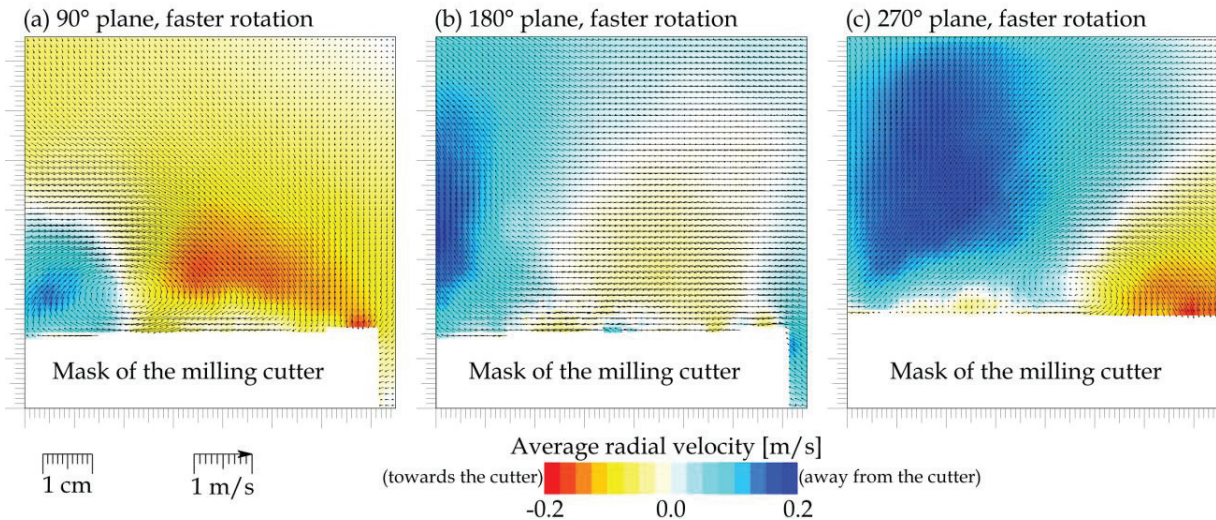 (a) 90° plane, faster rotation
(b) 180° plane, faster rotation
(c) 270° plane, faster rotation
Mask of the milling cutter
Mask of the milling cutter
Mask of the milling cutter
1 cm
1 m/s
Average radial velocity [m/s]
(towards the cutter)
(away from the cutter)
-0.2
0.0
0.2